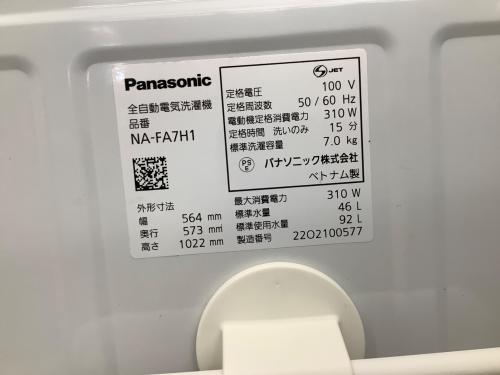 Panasonic
全自動電気洗濯機
品番
NA-FA7H1
外形寸法
幅 564 mm
奥行 573 mm
高さ 1022 mm
JET
定格電圧 100 V
定格周波数 50/60 Hz
電動機定格消費電力 310 W
定格時間 洗いのみ 15 分
標準洗濯容量 7.0 kg
PS E パナソニック株式会社
ベトナム製
最大消費電力 310 W
標準水量 46 L
標準使用水量 92 L
製造番号 22O2100577